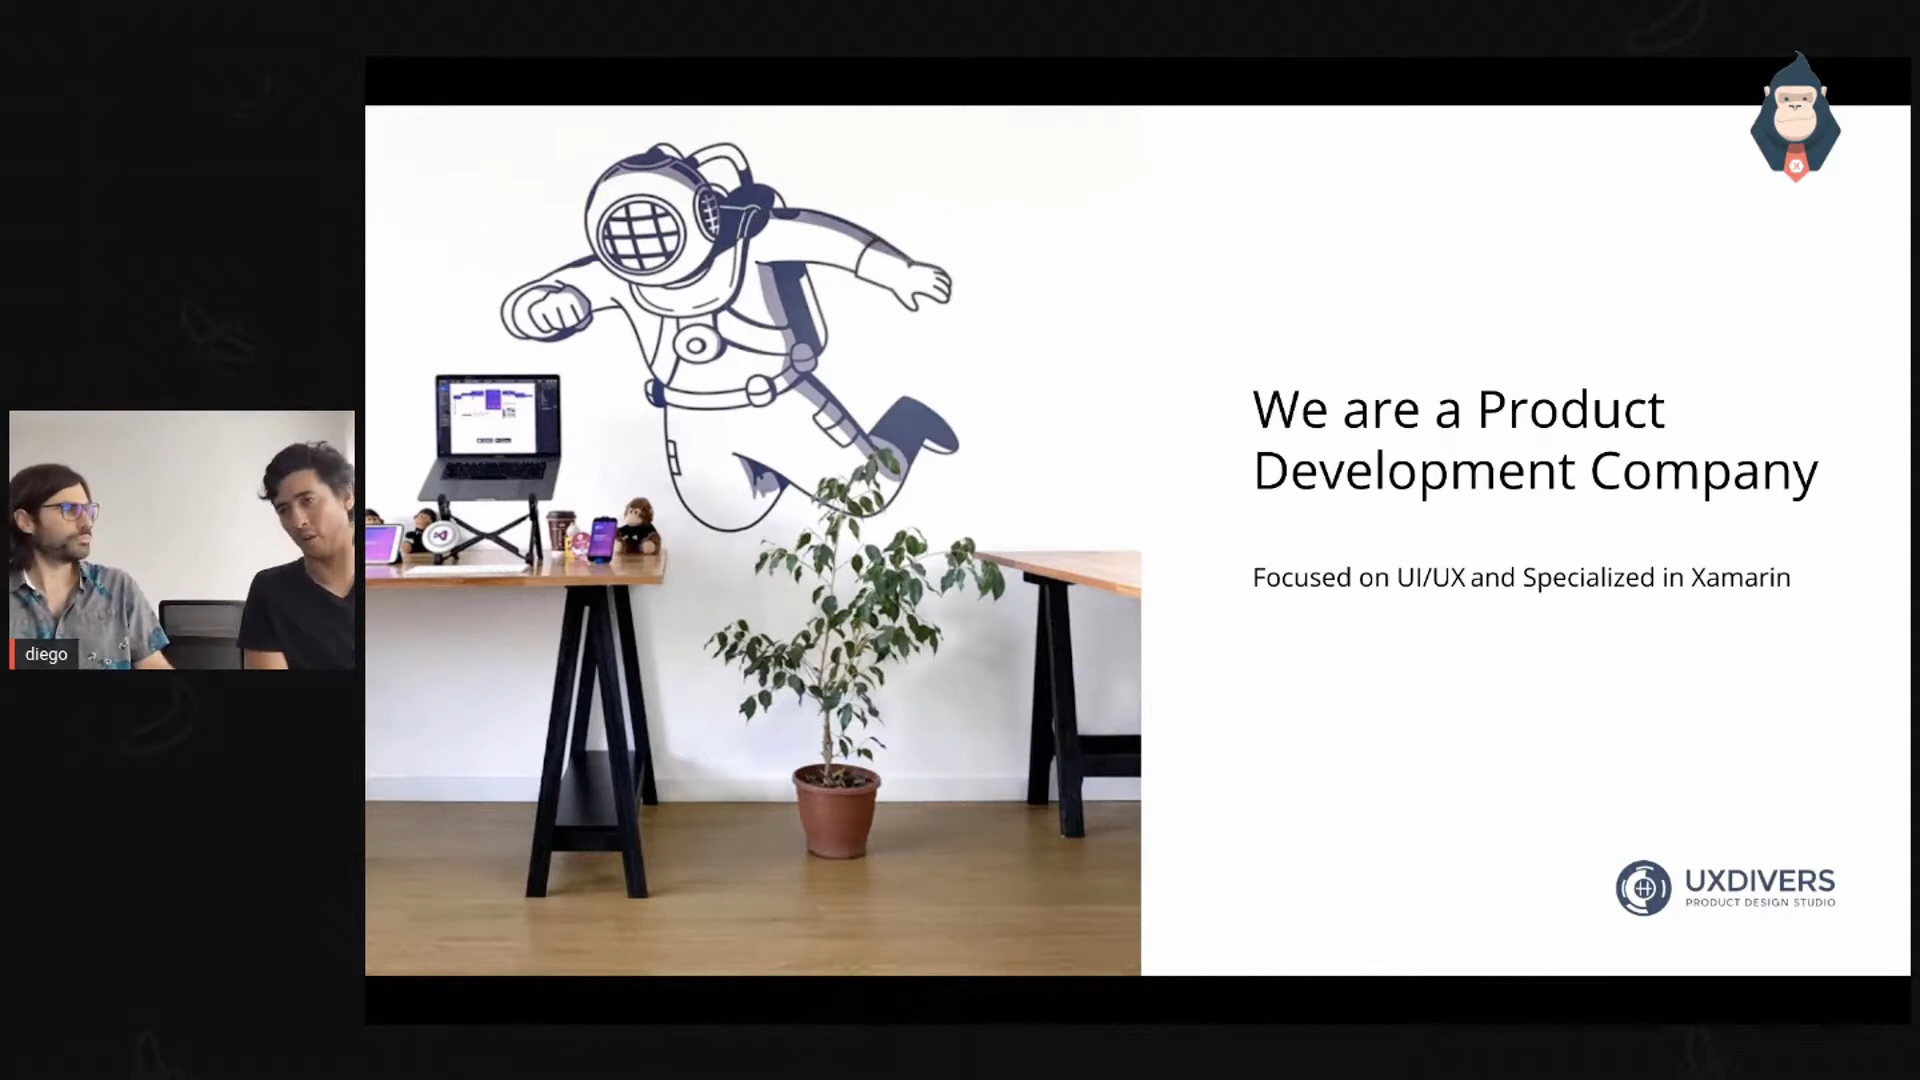 We are a Product
Development Company
Focused on UI/UX and Specialized in Xamarin
diego
UXDIVERS
PRODUCT DESIGN STUDIO